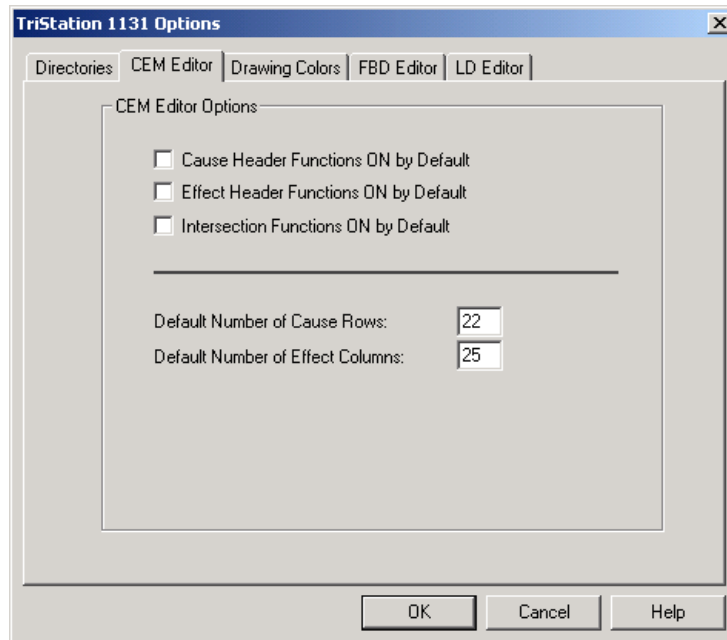 TriStation 1131 Options
Directories CEM Editor Drawing Colors FBD Editor LD Editor
CEM Editor Options
Cause Header Functions ON by Default
Effect Header Functions ON by Default
Intersection Functions ON by Default
Default Number of Cause Rows: 22
Default Number of Effect Columns: 25
OK Cancel Help